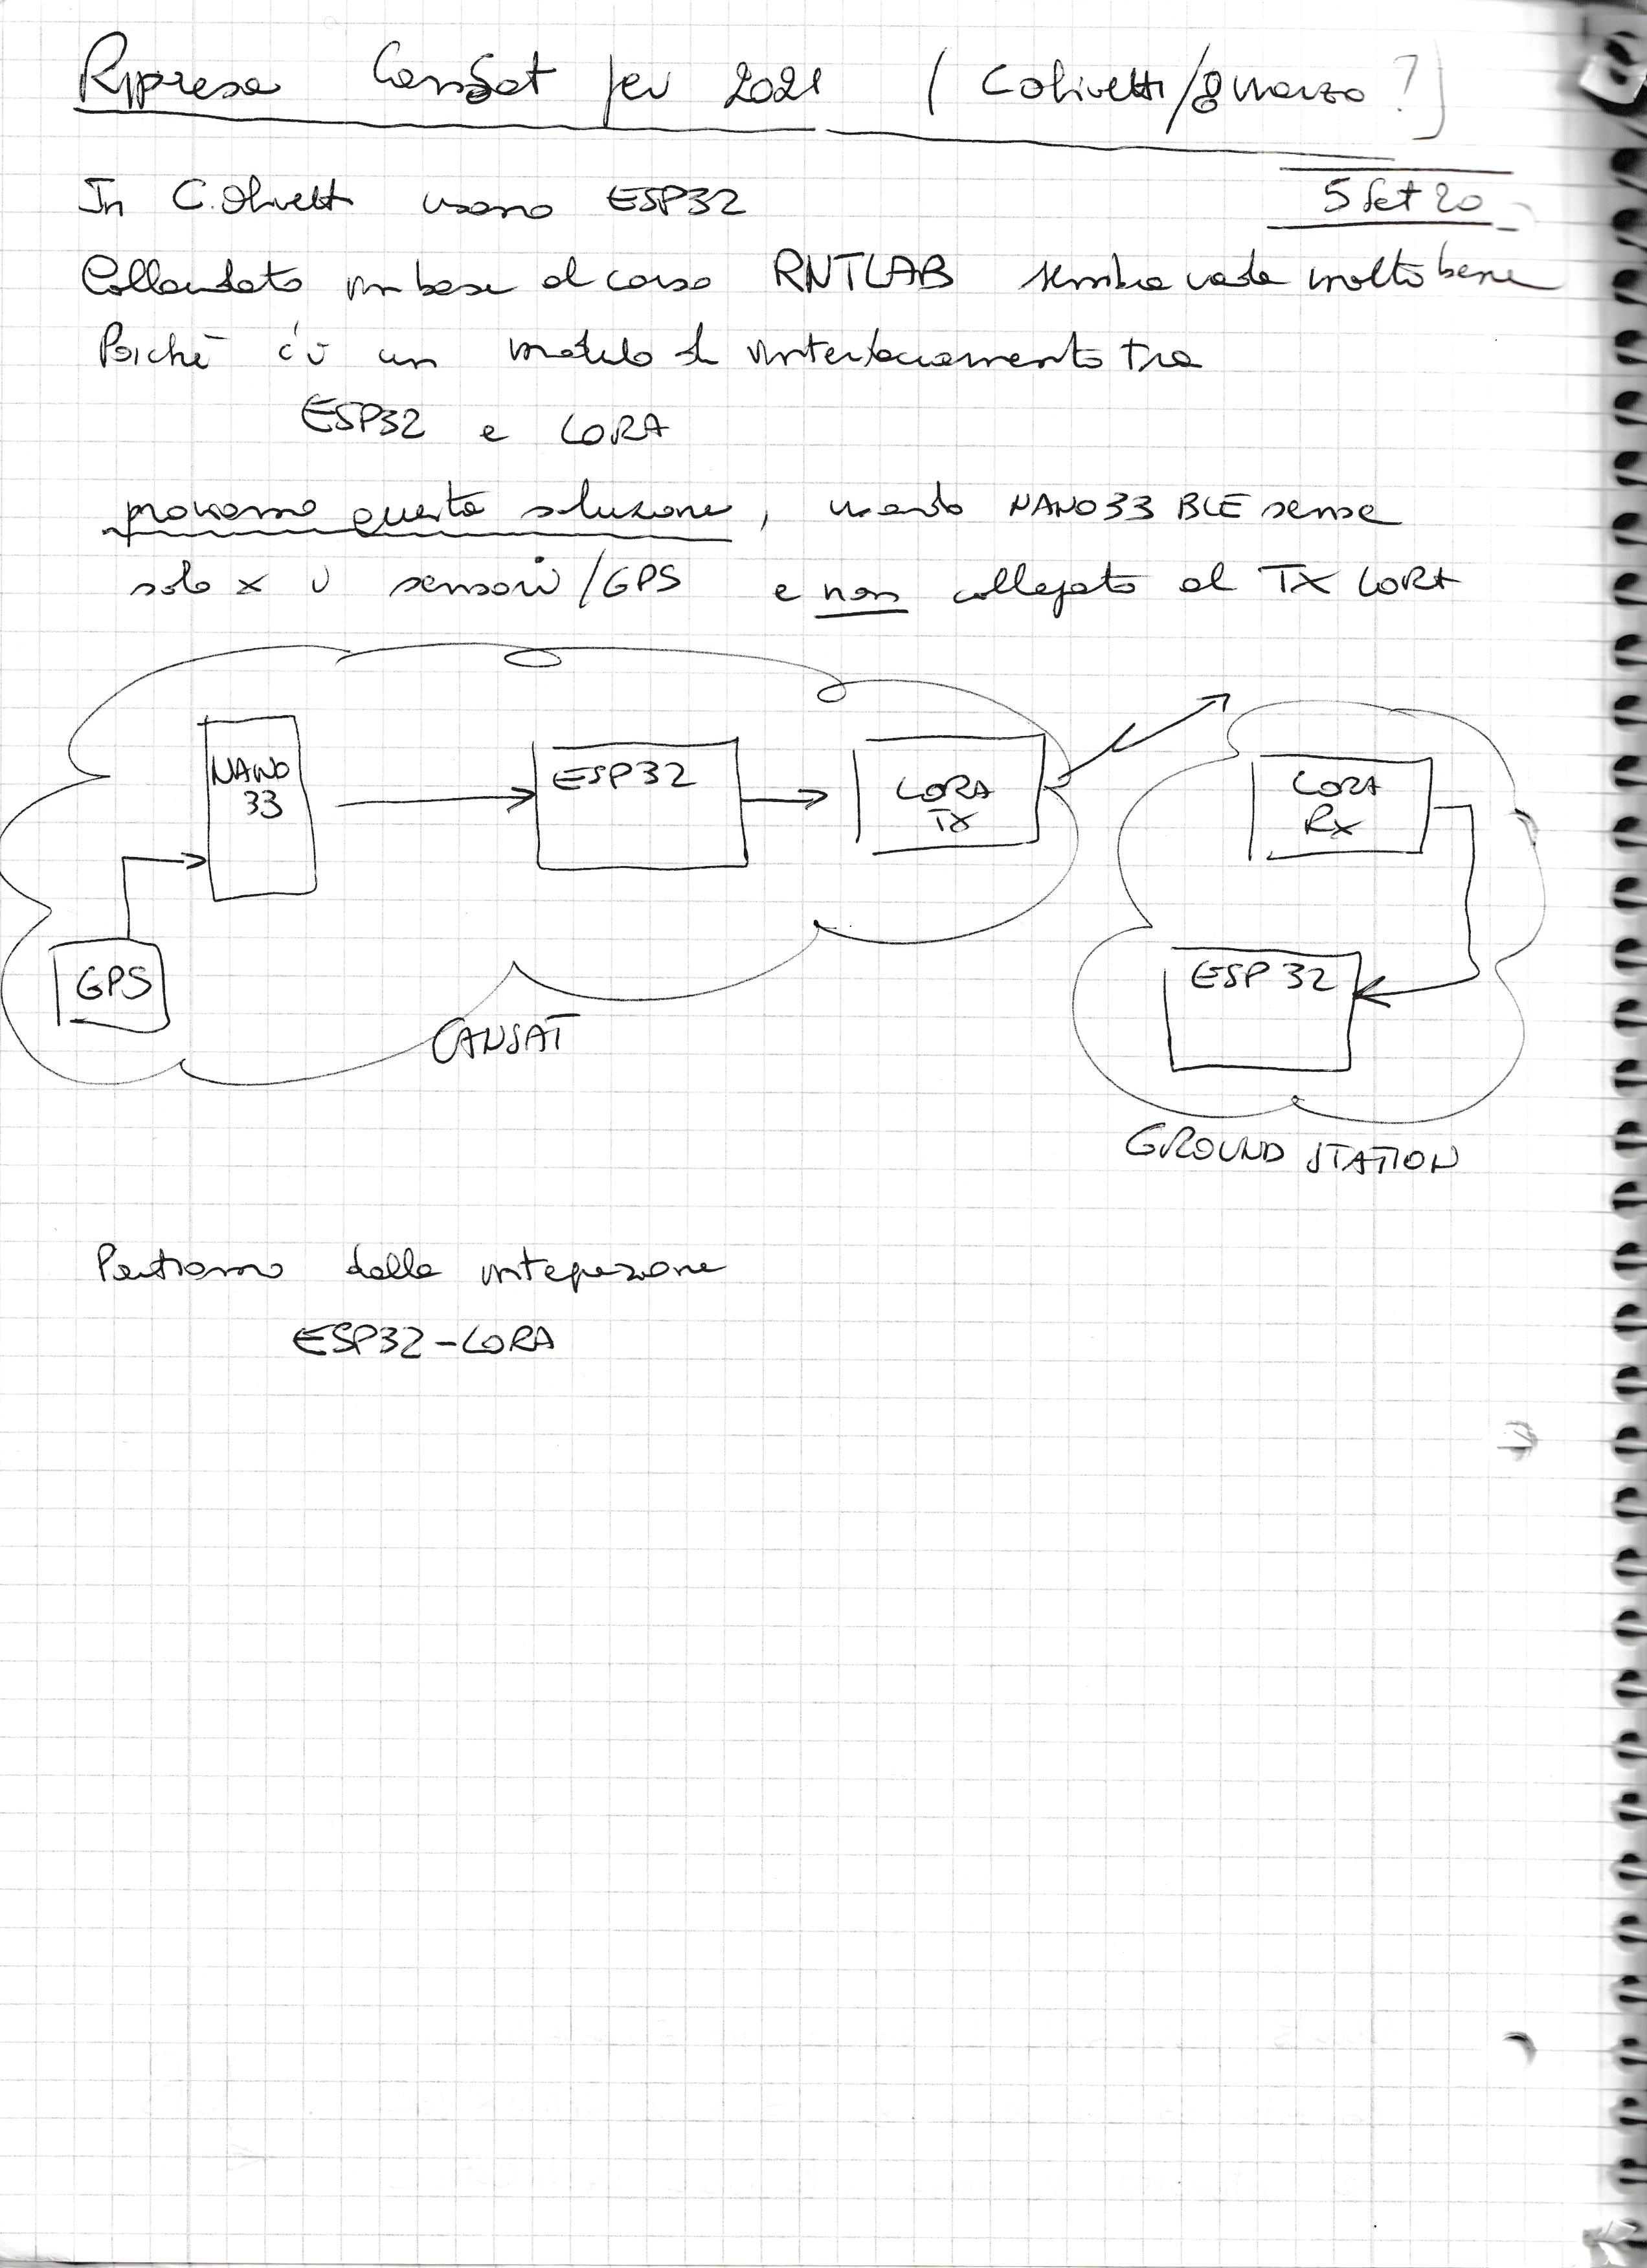 Ripresa CanSat per 2021 ( C olivetti/8 marzo ?)
5 Set 20
In C. Olivetti usano ESP32
Collaudato in base al corso RNTLAB sembra vada molto bene
Poichè c'è un modulo di interfacciamento tra
ESP32 e LORA
proviamo questa soluzione, usando NANO33 BLE sense
solo x i sensori/GPS e non collegato al TX LORA
NANO
33
ESP32
LORA
TX
LORA
RX
GPS
ESP 32
CANSAT
GROUND STATION
Partiamo dalla integrazione
ESP32-LORA